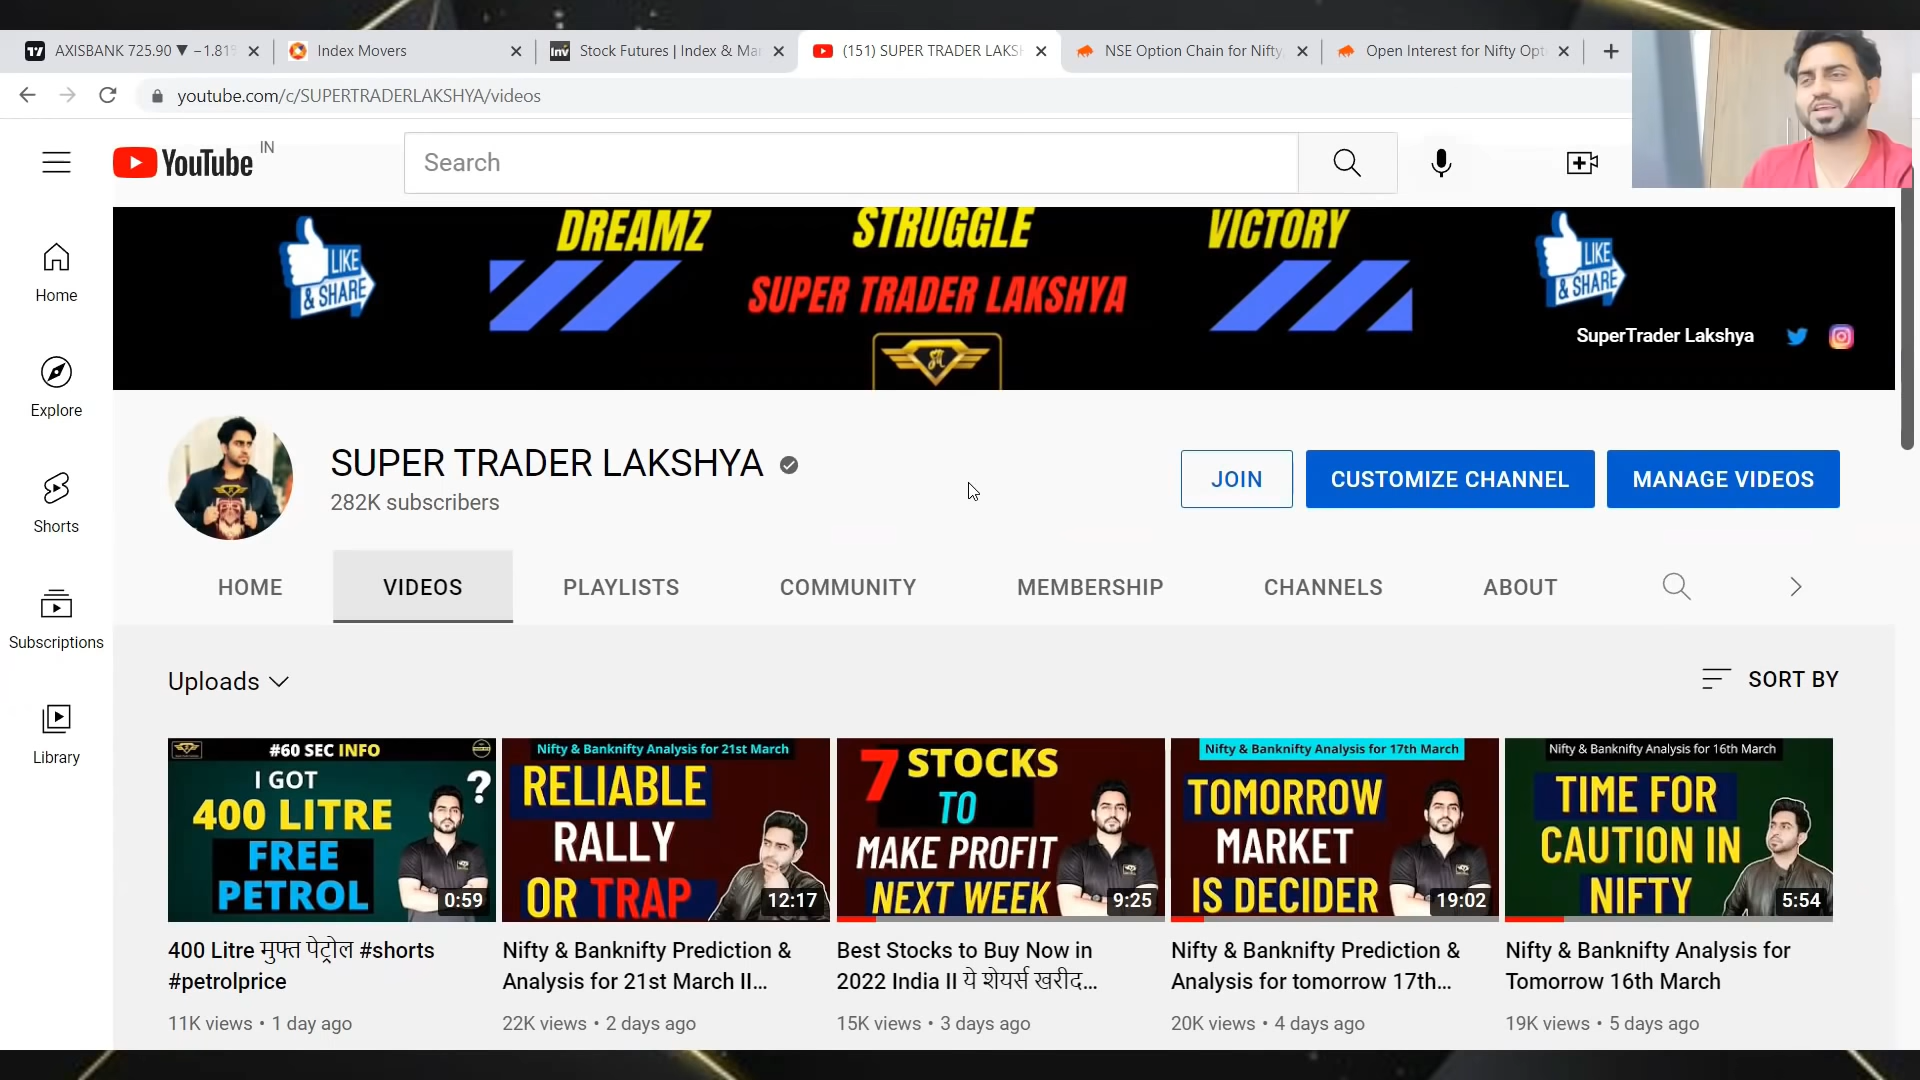 AXISBANK 725.90 ▼ −1.81%
Index Movers
Stock Futures | Index & Mar
(151) SUPER TRADER LAKSH
NSE Option Chain for Nifty,
Open Interest for Nifty Opt
youtube.com/c/SUPERTRADERLAKSHYA/videos
YouTube IN
Search
DREAMZ STRUGGLE VICTORY
LIKE & SHARE
SUPER TRADER LAKSHYA
LIKE & SHARE
SuperTrader Lakshya
Home
Explore
Shorts
Subscriptions
Library
SUPER TRADER LAKSHYA
282K subscribers
JOIN
CUSTOMIZE CHANNEL
MANAGE VIDEOS
HOME VIDEOS PLAYLISTS COMMUNITY MEMBERSHIP CHANNELS ABOUT
Uploads
SORT BY
#60 SEC INFO
I GOT
400 LITRE
FREE
PETROL
?
0:59
400 Litre मुफ्त पेट्रोल #shorts
#petrolprice
11K views • 1 day ago
Nifty & Banknifty Analysis for 21st March
RELIABLE
RALLY
OR TRAP
12:17
Nifty & Banknifty Prediction &
Analysis for 21st March II...
22K views • 2 days ago
7 STOCKS
TO
MAKE PROFIT
NEXT WEEK
9:25
Best Stocks to Buy Now in
2022 India II ये शेयर्स खरीद...
15K views • 3 days ago
Nifty & Banknifty Analysis for 17th March
TOMORROW
MARKET
IS DECIDER
19:02
Nifty & Banknifty Prediction &
Analysis for tomorrow 17th...
20K views • 4 days ago
Nifty & Banknifty Analysis for 16th March
TIME FOR
CAUTION IN
NIFTY
5:54
Nifty & Banknifty Analysis for
Tomorrow 16th March
19K views • 5 days ago